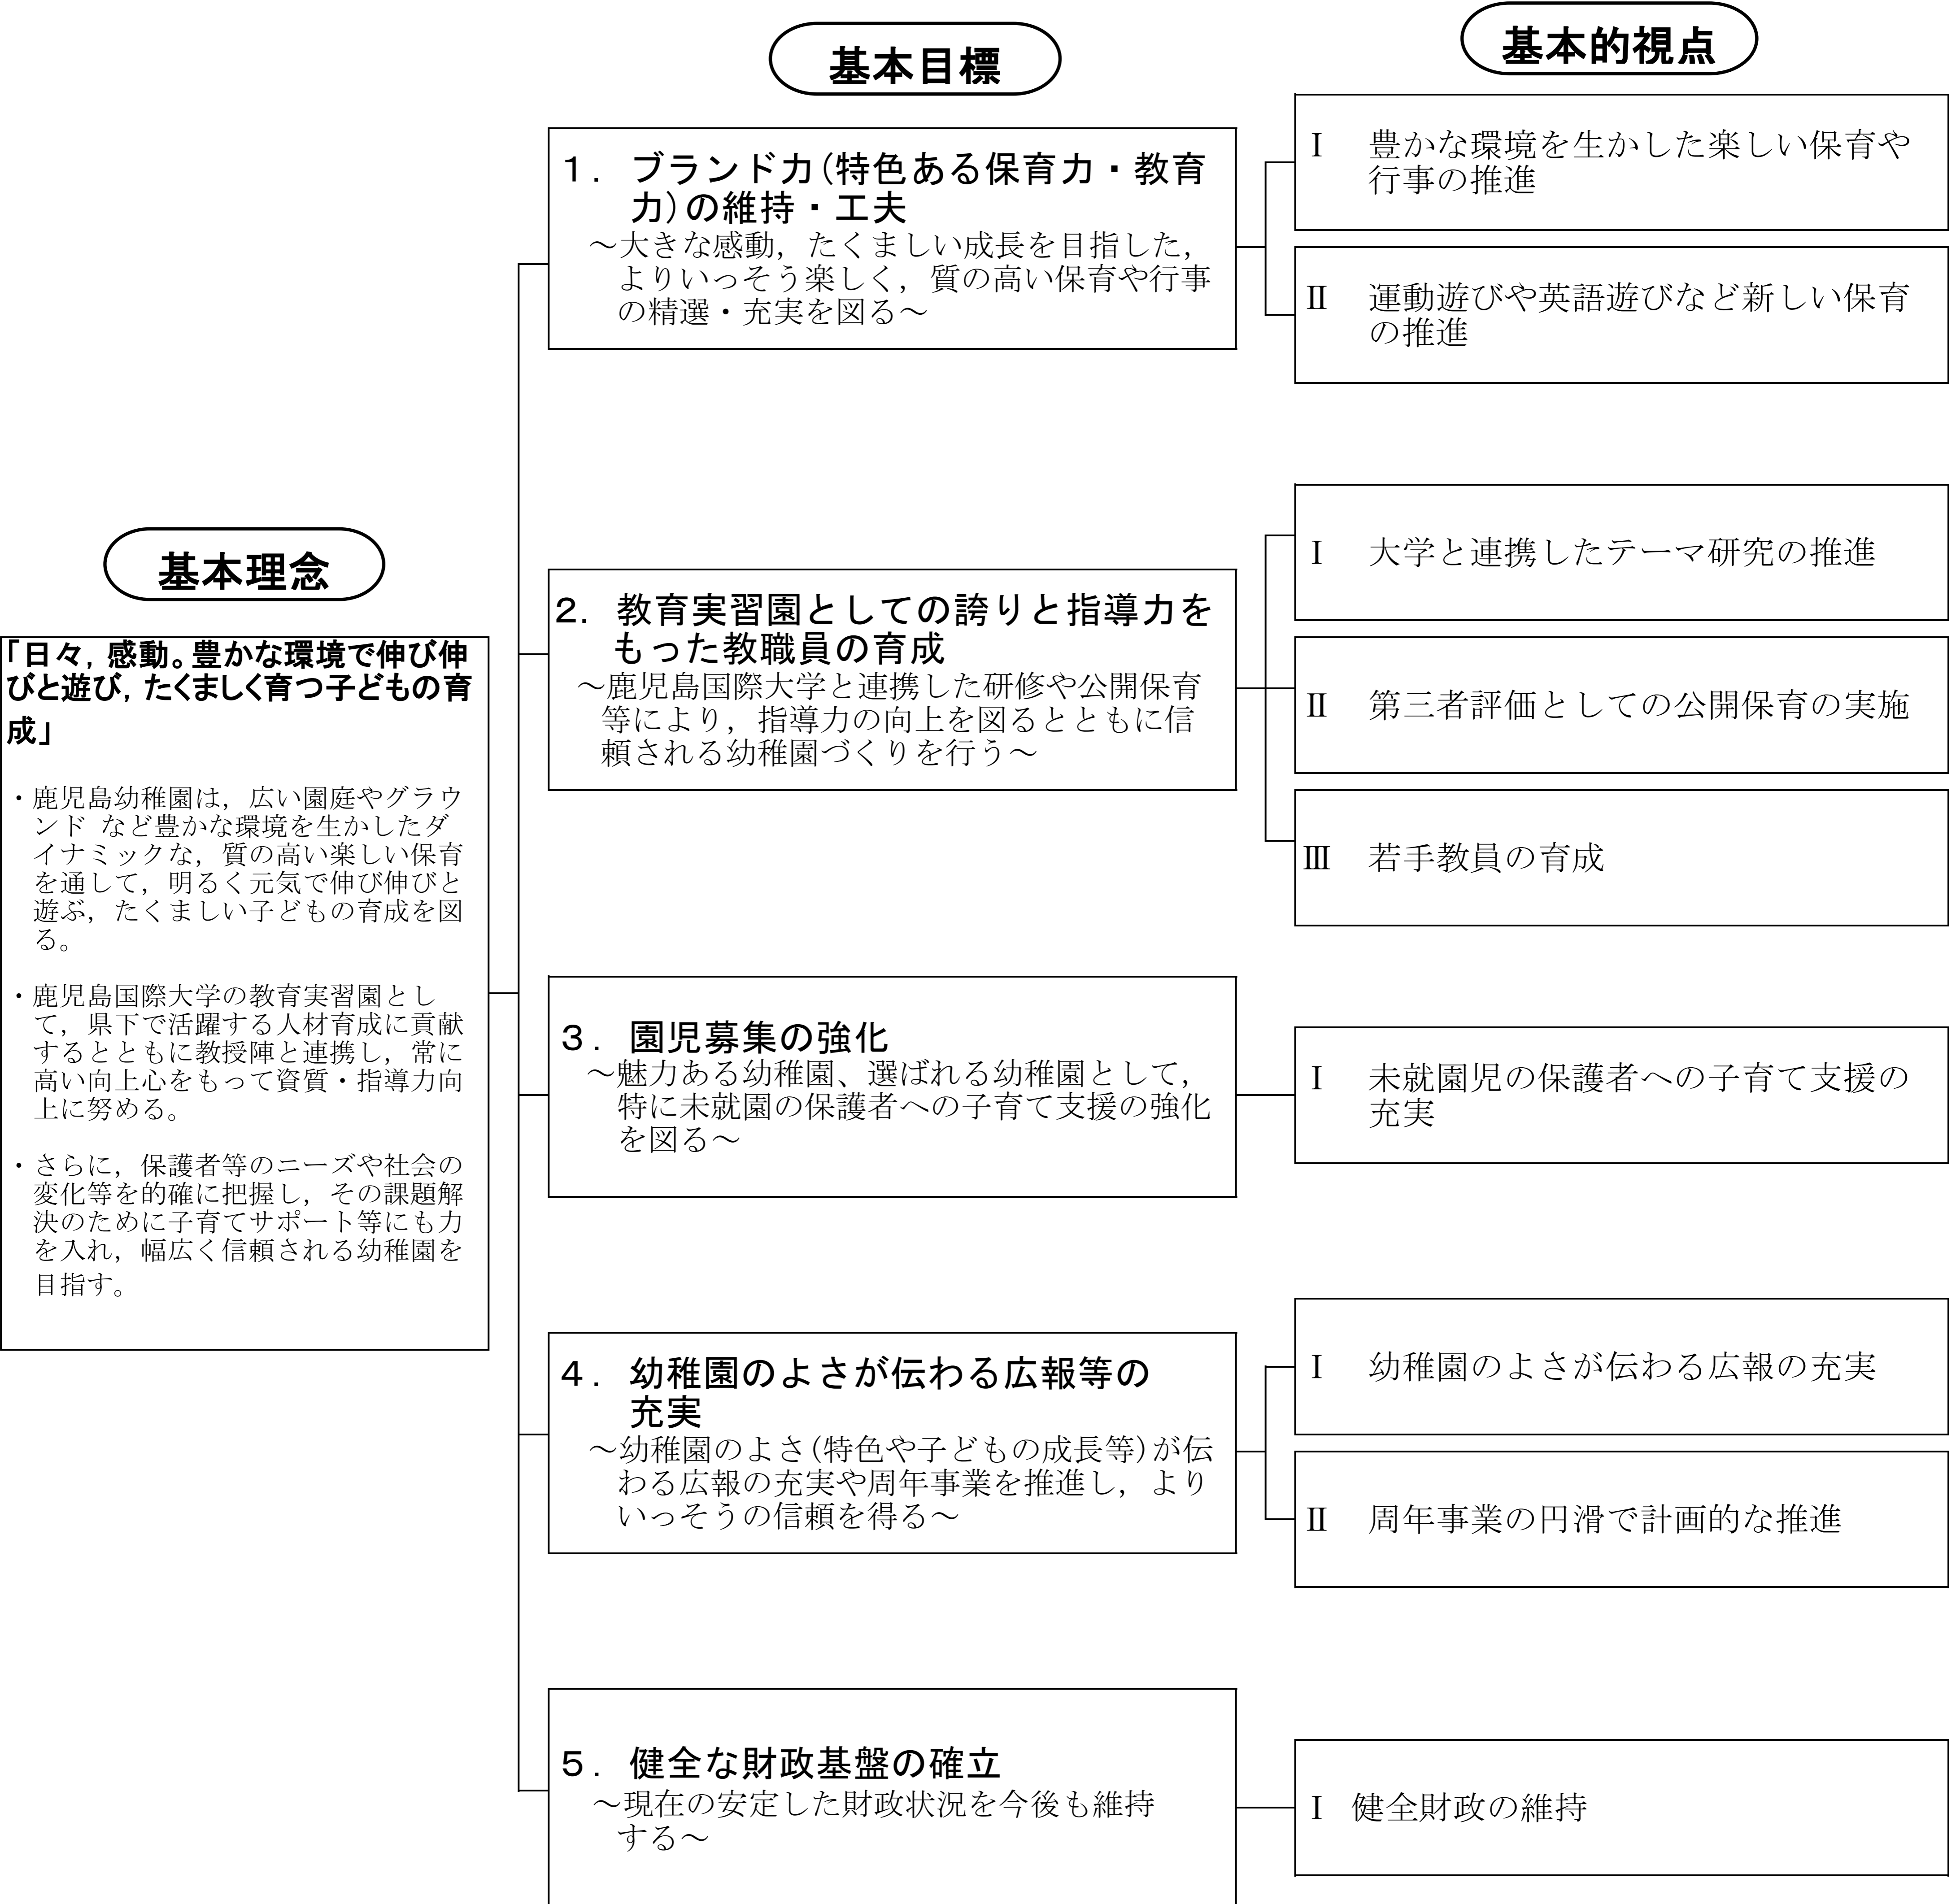 基本理念
「日々，感動。豊かな環境で伸び伸
びと遊び，たくましく育つ子どもの育
成」
・鹿児島幼稚園は，広い園庭やグラウ
ンド など豊かな環境を生かしたダ
イナミックな，質の高い楽しい保育
を通して，明るく元気で伸び伸びと
遊ぶ，たくましい子どもの育成を図
る。
・鹿児島国際大学の教育実習園とし
て，県下で活躍する人材育成に貢献
するとともに教授陣と連携し，常に
高い向上心をもって資質・指導力向
上に努める。
・さらに，保護者等のニーズや社会の
変化等を的確に把握し，その課題解
決のために子育てサポート等にも力
を入れ，幅広く信頼される幼稚園を
目指す。
基本目標
１．ブランド力(特色ある保育力・教育
力)の維持・工夫
～大きな感動，たくましい成長を目指した，
よりいっそう楽しく，質の高い保育や行事
の精選・充実を図る～
２．教育実習園としての誇りと指導力を
もった教職員の育成
～鹿児島国際大学と連携した研修や公開保育
等により，指導力の向上を図るとともに信
頼される幼稚園づくりを行う～
３．園児募集の強化
～魅力ある幼稚園、選ばれる幼稚園として，
特に未就園の保護者への子育て支援の強化
を図る～
４．幼稚園のよさが伝わる広報等の
充実
～幼稚園のよさ(特色や子どもの成長等)が伝
わる広報の充実や周年事業を推進し，より
いっそうの信頼を得る～
５．健全な財政基盤の確立
～現在の安定した財政状況を今後も維持
する～
基本的視点
Ⅰ 豊かな環境を生かした楽しい保育や
行事の推進
Ⅱ 運動遊びや英語遊びなど新しい保育
の推進
Ⅰ 大学と連携したテーマ研究の推進
Ⅱ 第三者評価としての公開保育の実施
Ⅲ 若手教員の育成
Ⅰ 未就園児の保護者への子育て支援の
充実
Ⅰ 幼稚園のよさが伝わる広報の充実
Ⅱ 周年事業の円滑で計画的な推進
Ⅰ 健全財政の維持